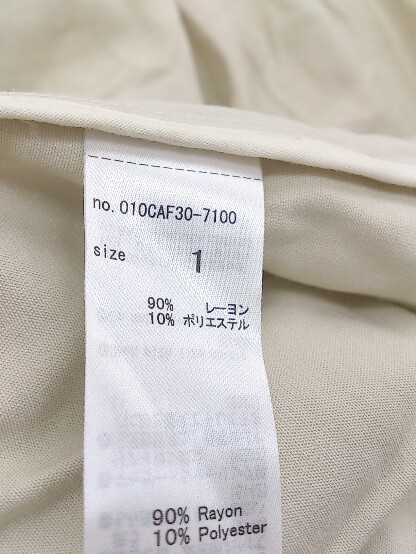 no. 010CAF30-7100
size 1
90% レーヨン
10% ポリエステル
90% Rayon
10% Polyester